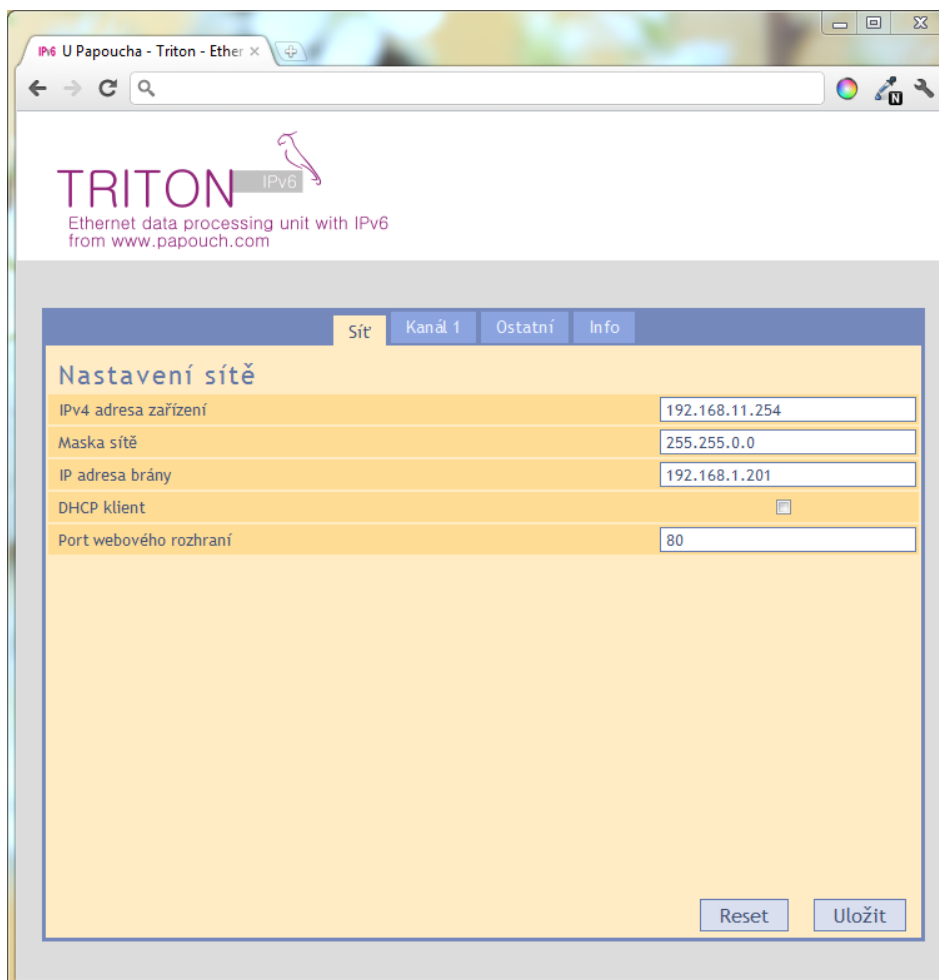 IPv6 U Papoucha - Triton - Ether
N
TRITON IPv6
Ethernet data processing unit with IPv6
from www.papouch.com
Síť Kanál 1 Ostatní Info
Nastavení sítě
IPv4 adresa zařízení 192.168.11.254
Maska sítě 255.255.0.0
IP adresa brány 192.168.1.201
DHCP klient
Port webového rozhraní 80
Reset Uložit